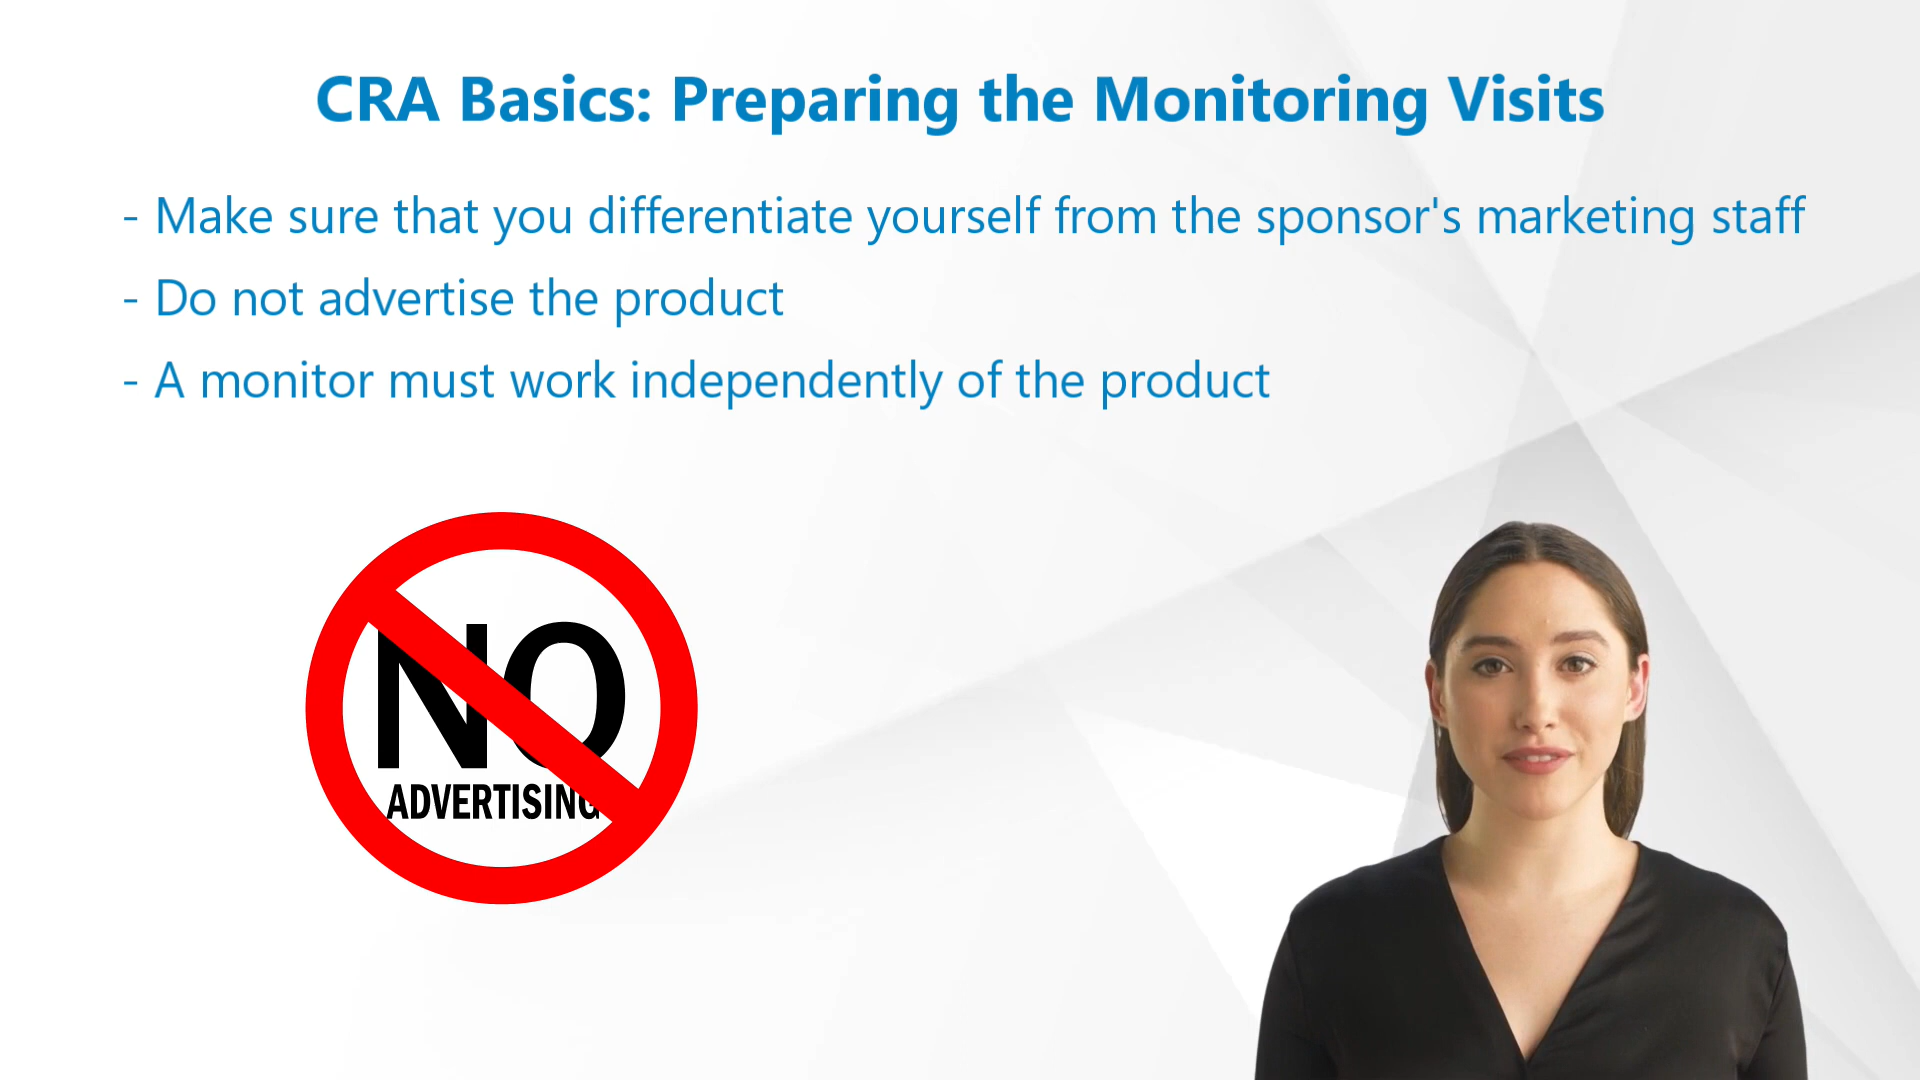 CRA Basics: Preparing the Monitoring Visits
- Make sure that you differentiate yourself from the sponsor's marketing staff
- Do not advertise the product
- A monitor must work independently of the product
NO
ADVERTISING